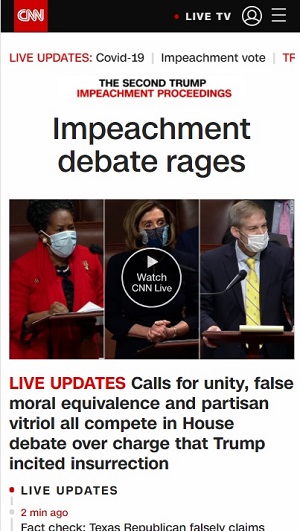 CNN
LIVE TV
LIVE UPDATES: Covid-19 | Impeachment vote |
THE SECOND TRUMP
IMPEACHMENT PROCEEDINGS
Impeachment
debate rages
Watch
CNN Live
LIVE UPDATES Calls for unity, false
moral equivalence and partisan
vitriol all compete in House
debate over charge that Trump
incited insurrection
LIVE UPDATES
2 min ago
Fact check: Texas Republican falsely claims